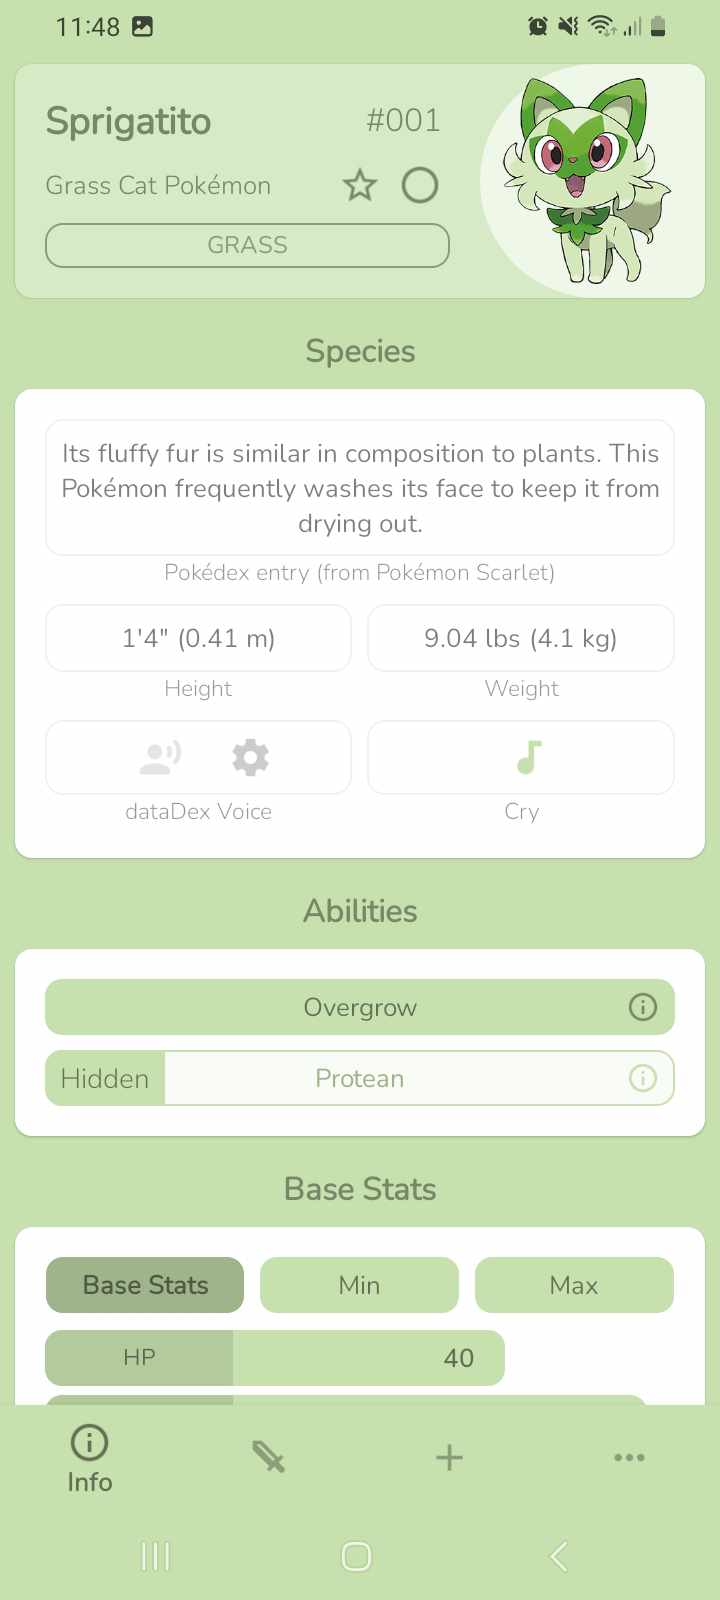 11:48
Sprigatito
#001
Grass Cat Pokémon
GRASS
Species
Its fluffy fur is similar in composition to plants. This
Pokémon frequently washes its face to keep it from
drying out.
Pokédex entry (from Pokémon Scarlet)
1'4" (0.41 m)
9.04 lbs (4.1 kg)
Height
Weight
dataDex Voice
Cry
Abilities
Overgrow
Hidden
Protean
Base Stats
Base Stats
Min
Max
HP
40
Info